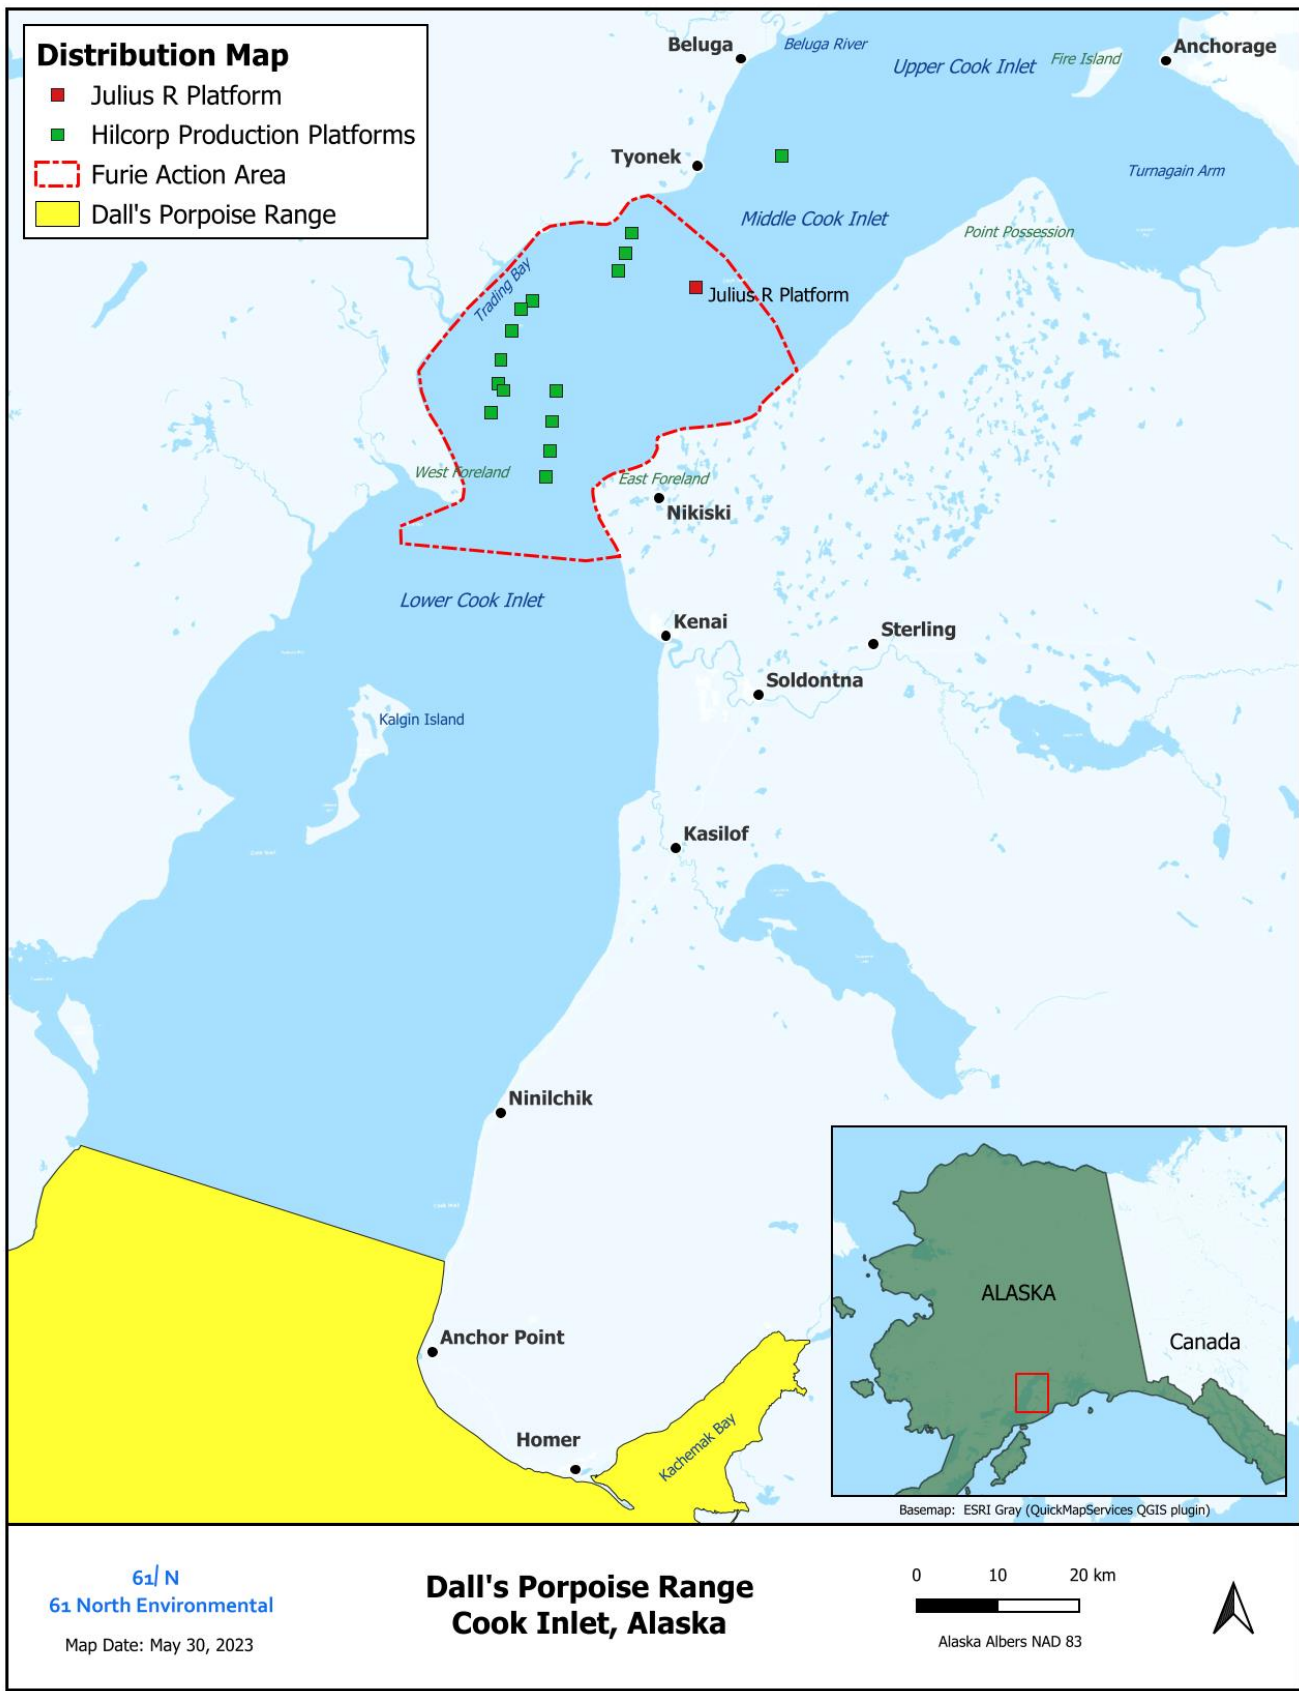 Distribution Map
Julius R Platform
Hilcorp Production Platforms
Furie Action Area
Dall's Porpoise Range
Beluga
Beluga River
Upper Cook Inlet
Fire Island
Anchorage
Tyonek
Turnagain Arm
Middle Cook Inlet
Point Possession
Trading Bay
Julius R Platform
West Foreland
East Foreland
Nikiski
Lower Cook Inlet
Kenai
Sterling
Soldontna
Kalgin Island
Kasilof
Ninilchik
Anchor Point
Homer
Kachemak Bay
ALASKA
Canada
Basemap: ESRI Gray (QuickMapServices QGIS plugin)
61/ N
61 North Environmental
Map Date: May 30, 2023
Dall's Porpoise Range
Cook Inlet, Alaska
0 10 20 km
Alaska Albers NAD 83